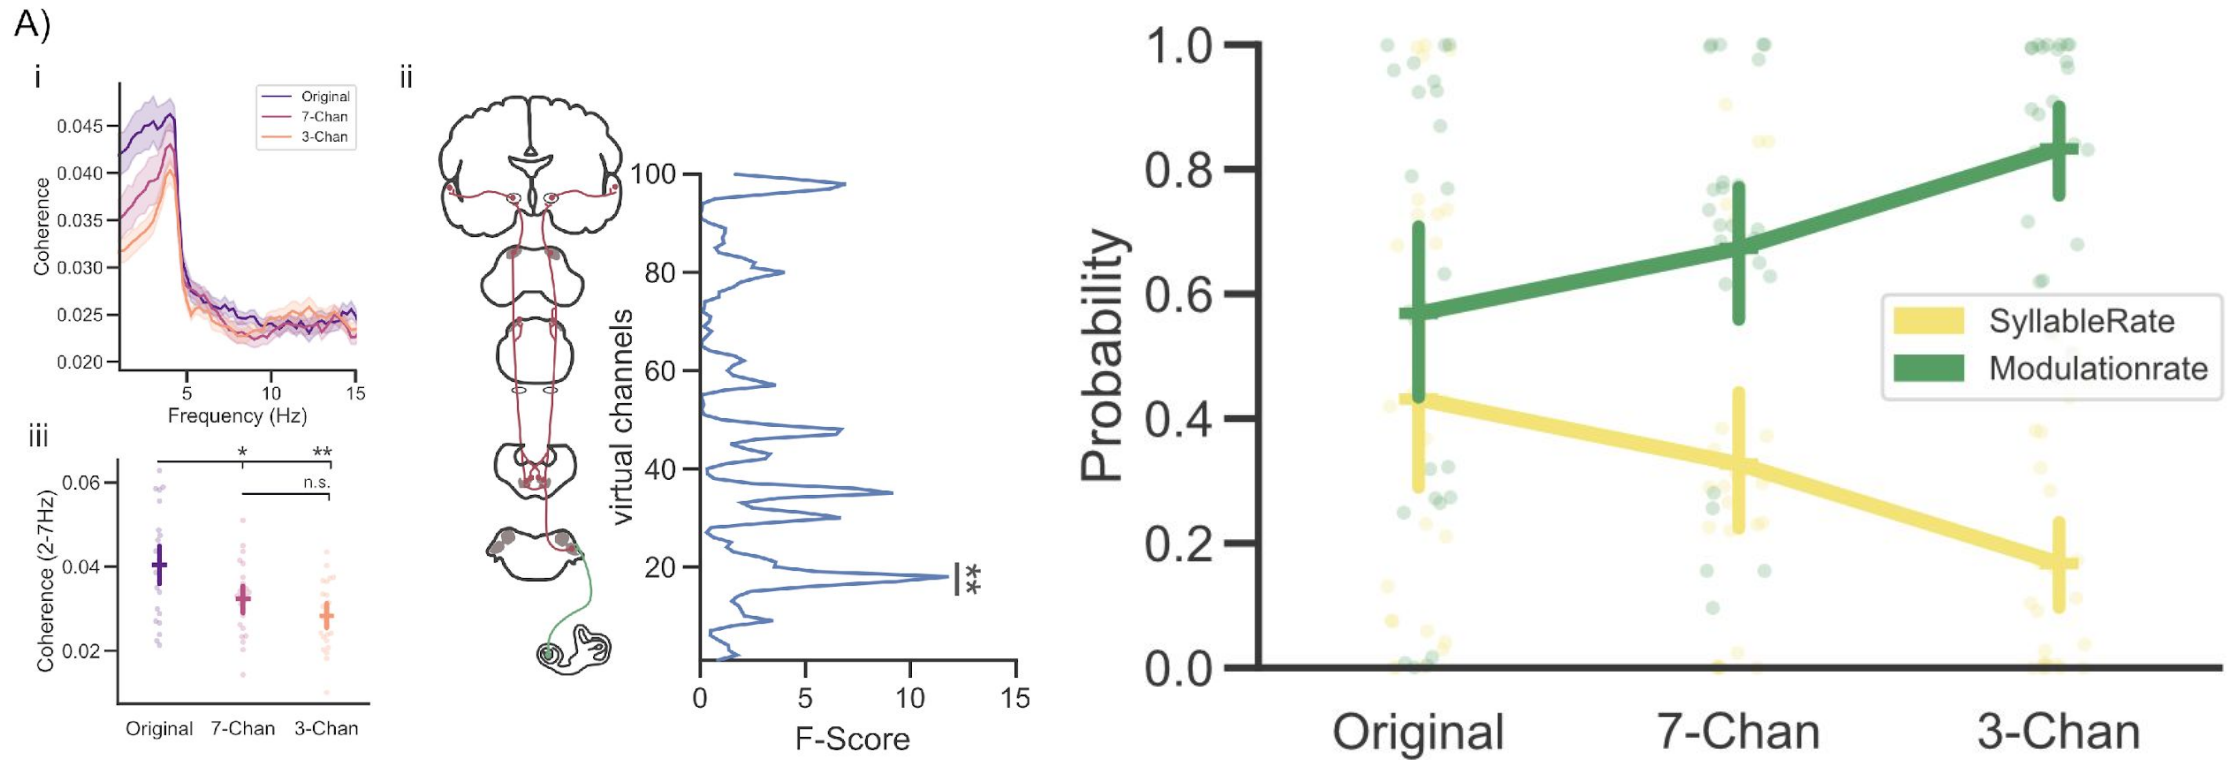 A)
i
Original
7-Chan
3-Chan
0.045
0.040
0.035
0.030
0.025
0.020
Coherence
5
10
15
Frequency (Hz)
ii
100
80
60
40
20
virtual channels
**
0
5
10
15
F-Score
iii
*
**
n.s.
0.06
0.04
0.02
Coherence (2-7Hz)
Original
7-Chan
3-Chan
1.0
0.8
0.6
0.4
0.2
0.0
Probability
SyllableRate
Modulationrate
Original
7-Chan
3-Chan